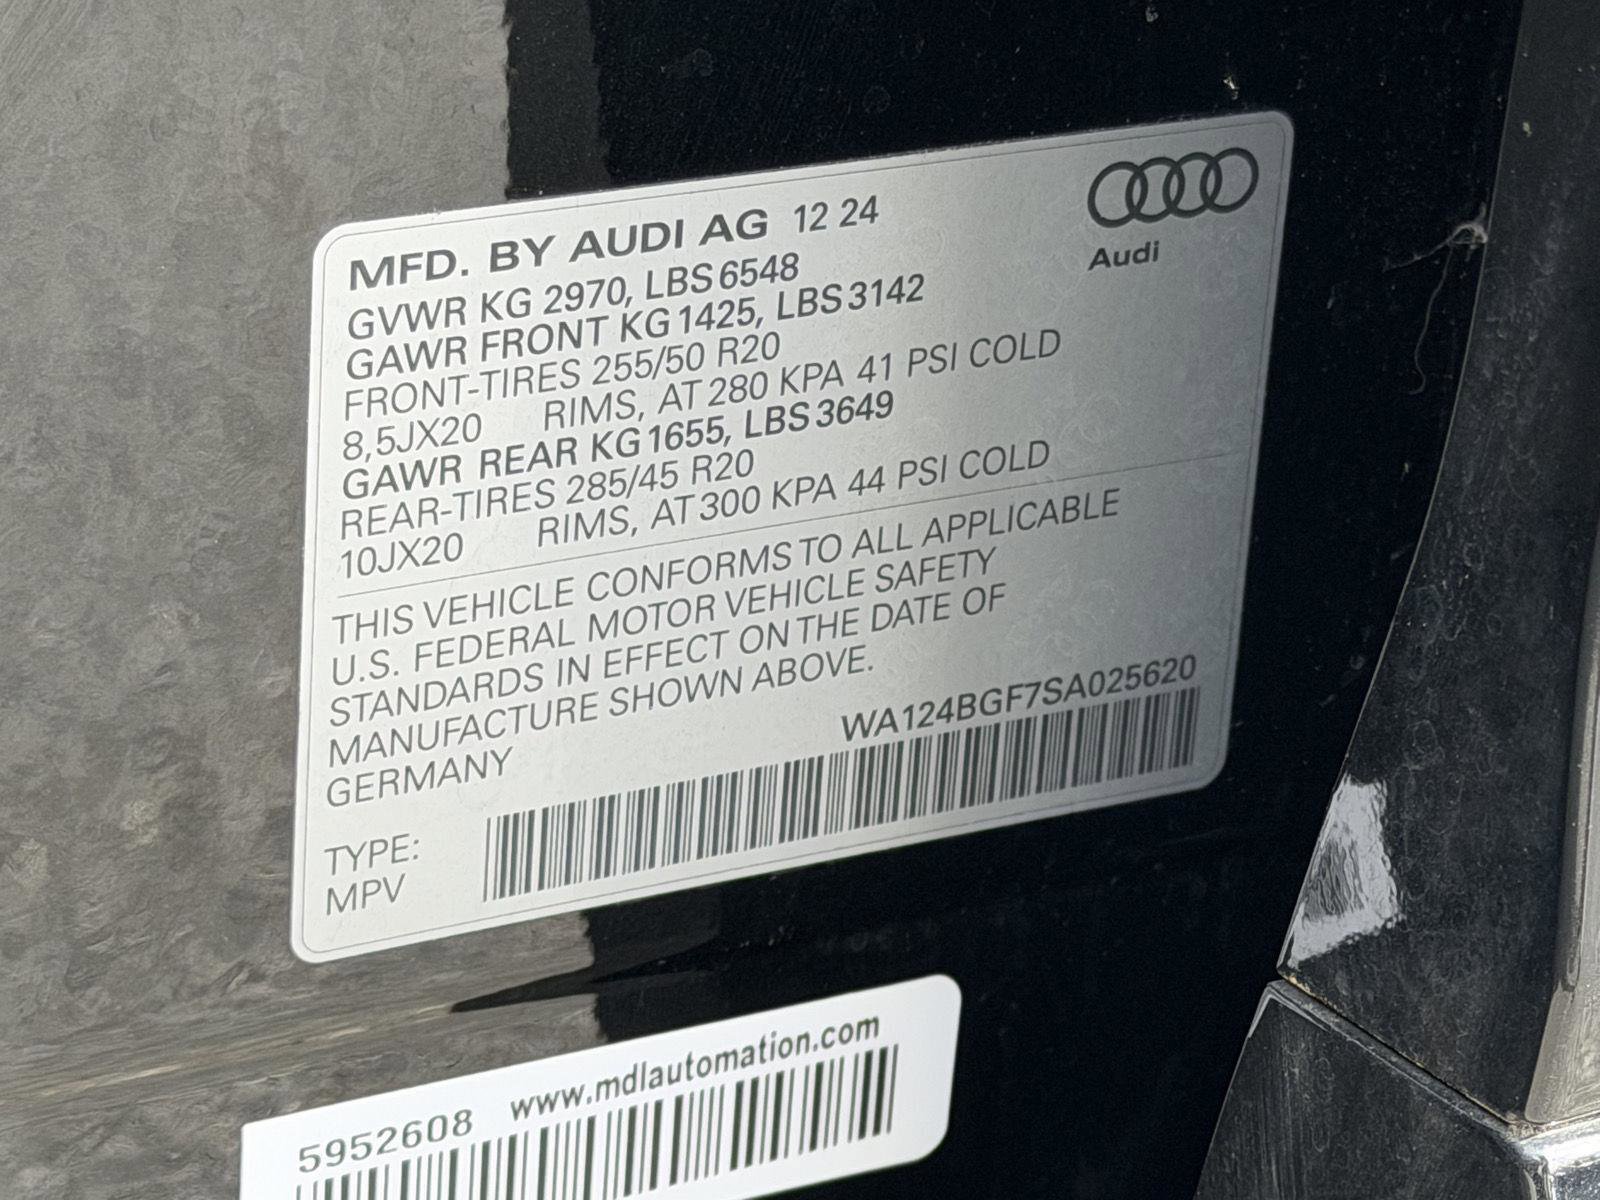 MFD. BY AUDI AG 12 24
Audi
GVWR KG 2970, LBS 6548
GAWR FRONT KG 1425, LBS 3142
FRONT-TIRES 255/50 R20
8,5JX20 RIMS, AT 280 KPA 41 PSI COLD
GAWR REAR KG 1655, LBS 3649
REAR-TIRES 285/45 R20
10JX20 RIMS, AT 300 KPA 44 PSI COLD
THIS VEHICLE CONFORMS TO ALL APPLICABLE
U.S. FEDERAL MOTOR VEHICLE SAFETY
STANDARDS IN EFFECT ON THE DATE OF
MANUFACTURE SHOWN ABOVE.
GERMANY
WA124BGF7SA025620
TYPE:
MPV
5952608 www.mdlautomation.com